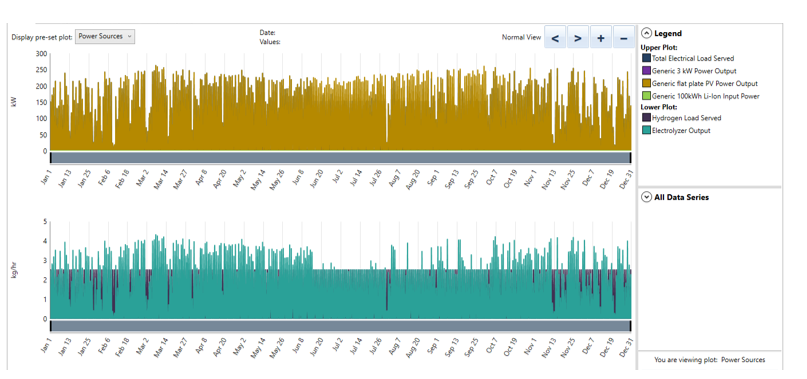 Display pre-set plot: Power Sources
Date:
Values:
Normal View < > + −
300
250
200
150
100
50
0
kW
Jan 1 Jan 13 Jan 25 Feb 6 Feb 18 Mar 2 Mar 14 Mar 27 Apr 8 Apr 20 May 2 May 14 May 26 Jun 8 Jun 20 Jul 2 Jul 14 Jul 26 Aug 7 Aug 20 Sep 1 Sep 13 Sep 25 Oct 7 Oct 19 Nov 1 Nov 13 Nov 25 Dec 7 Dec 19 Dec 31
5
4
3
2
1
0
kg/hr
Jan 1 Jan 13 Jan 25 Feb 6 Feb 18 Mar 2 Mar 14 Mar 27 Apr 8 Apr 20 May 2 May 14 May 26 Jun 8 Jun 20 Jul 2 Jul 14 Jul 26 Aug 7 Aug 20 Sep 1 Sep 13 Sep 25 Oct 7 Oct 19 Nov 1 Nov 13 Nov 25 Dec 7 Dec 19 Dec 31
Legend
Upper Plot:
Total Electrical Load Served
Generic 3 kW Power Output
Generic flat plate PV Power Output
Generic 100kWh Li-Ion Input Power
Lower Plot:
Hydrogen Load Served
Electrolyzer Output
All Data Series
You are viewing plot: Power Sources